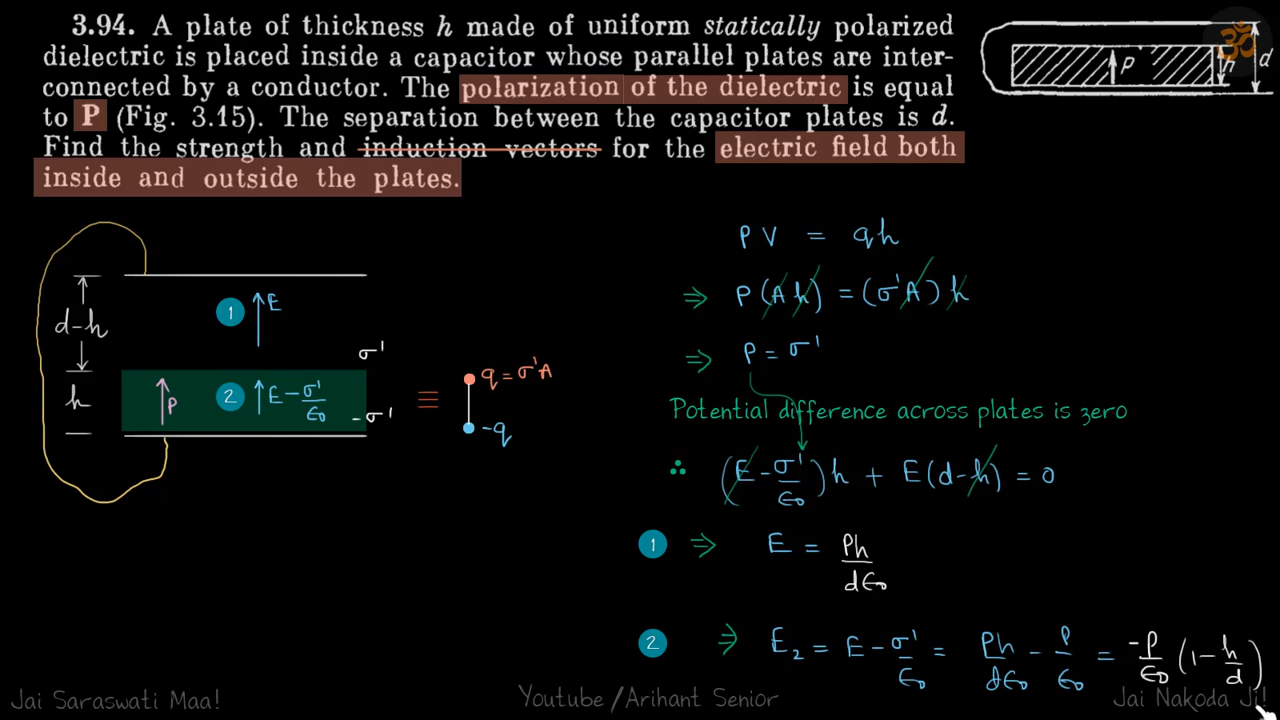 3.94. A plate of thickness h made of uniform statically polarized
dielectric is placed inside a capacitor whose parallel plates are inter-
connected by a conductor. The polarization of the dielectric is equal
to P (Fig. 3.15). The separation between the capacitor plates is d.
Find the strength and induction vectors for the electric field both
inside and outside the plates.
P
d
1 E
d-h
σ'
h
P
2 E - σ'/ε₀
-σ'
≡
q = σ'A
-q
PV = qh
⇒ P(Ah) = (σ'A) h
⇒ P = σ'
Potential difference across plates is zero
∴ (E - σ'/ε₀)h + E(d-h) = 0
1 ⇒ E = Ph/dε₀
2 ⇒ E₂ = E - σ'/ε₀ = Ph/dε₀ - P/ε₀ = -P/ε₀ (1 - h/d)
Jai Saraswati Maa!
Youtube /Arihant Senior
Jai Nakoda Ji!